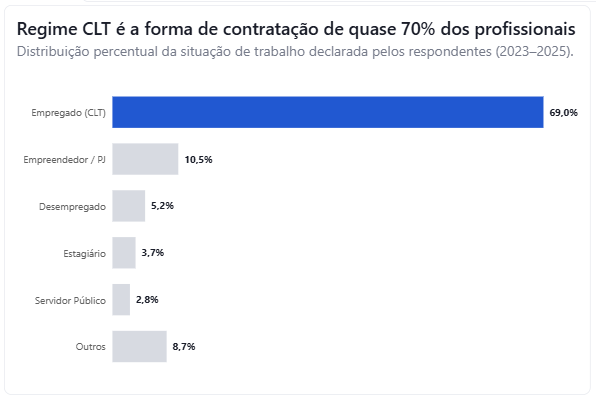 Regime CLT é a forma de contratação de quase 70% dos profissionais
Distribuição percentual da situação de trabalho declarada pelos respondentes (2023–2025).
Empregado (CLT) 69,0%
Empreendedor / PJ 10,5%
Desempregado 5,2%
Estagiário 3,7%
Servidor Público 2,8%
Outros 8,7%